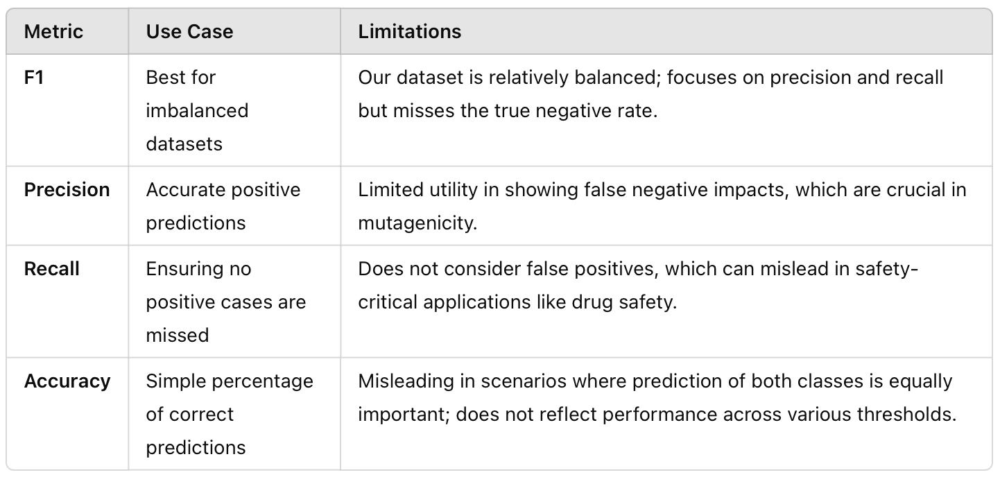 Metric Use Case Limitations
F1 Best for Our dataset is relatively balanced; focuses on precision and recall
imbalanced but misses the true negative rate.
datasets
Precision Accurate positive Limited utility in showing false negative impacts, which are crucial in
predictions mutagenicity.
Recall Ensuring no Does not consider false positives, which can mislead in safety-
positive cases are critical applications like drug safety.
missed
Accuracy Simple percentage Misleading in scenarios where prediction of both classes is equally
of correct important; does not reflect performance across various thresholds.
predictions